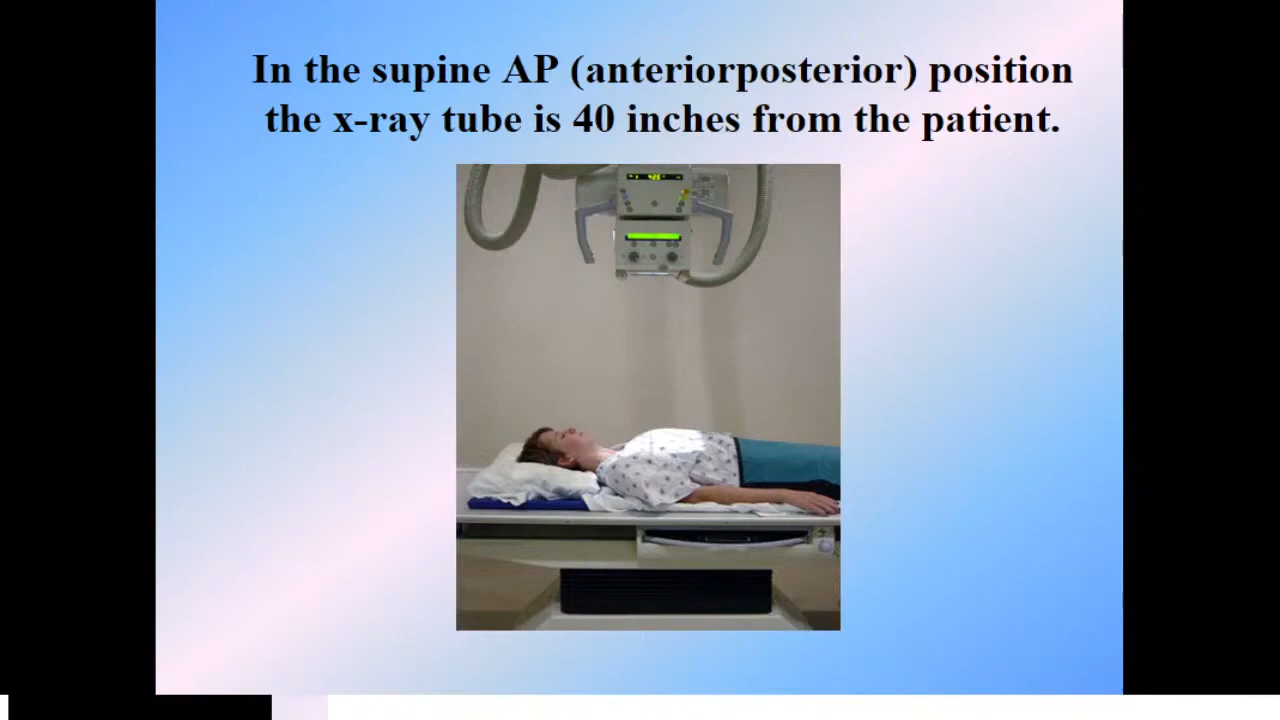 In the supine AP (anteriorposterior) position
the x-ray tube is 40 inches from the patient.